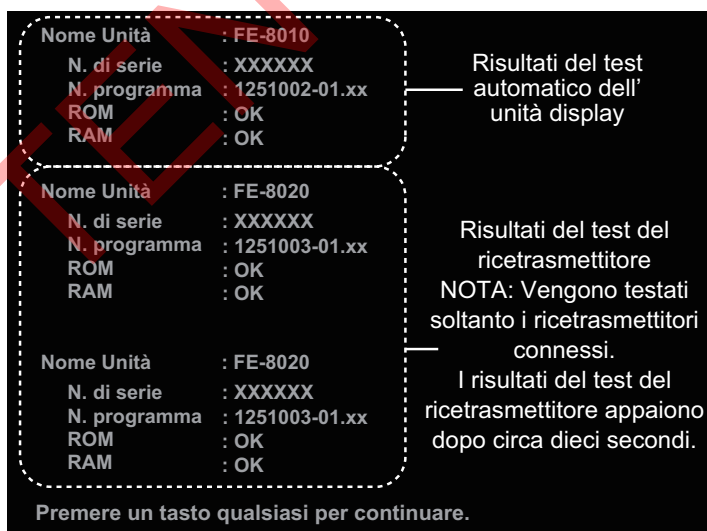 Nome Unità : FE-8010
N. di serie : XXXXXX
N. programma : 1251002-01.xx
ROM : OK
RAM : OK
Risultati del test
automatico dell'
unità display
Nome Unità : FE-8020
N. di serie : XXXXXX
N. programma : 1251003-01.xx
ROM : OK
RAM : OK
Nome Unità : FE-8020
N. di serie : XXXXXX
N. programma : 1251003-01.xx
ROM : OK
RAM : OK
Risultati del test del
ricetrasmettitore
NOTA: Vengono testati
soltanto i ricetrasmettitori
connessi.
I risultati del test del
ricetrasmettitore appaiono
dopo circa dieci secondi.
Premere un tasto qualsiasi per continuare.